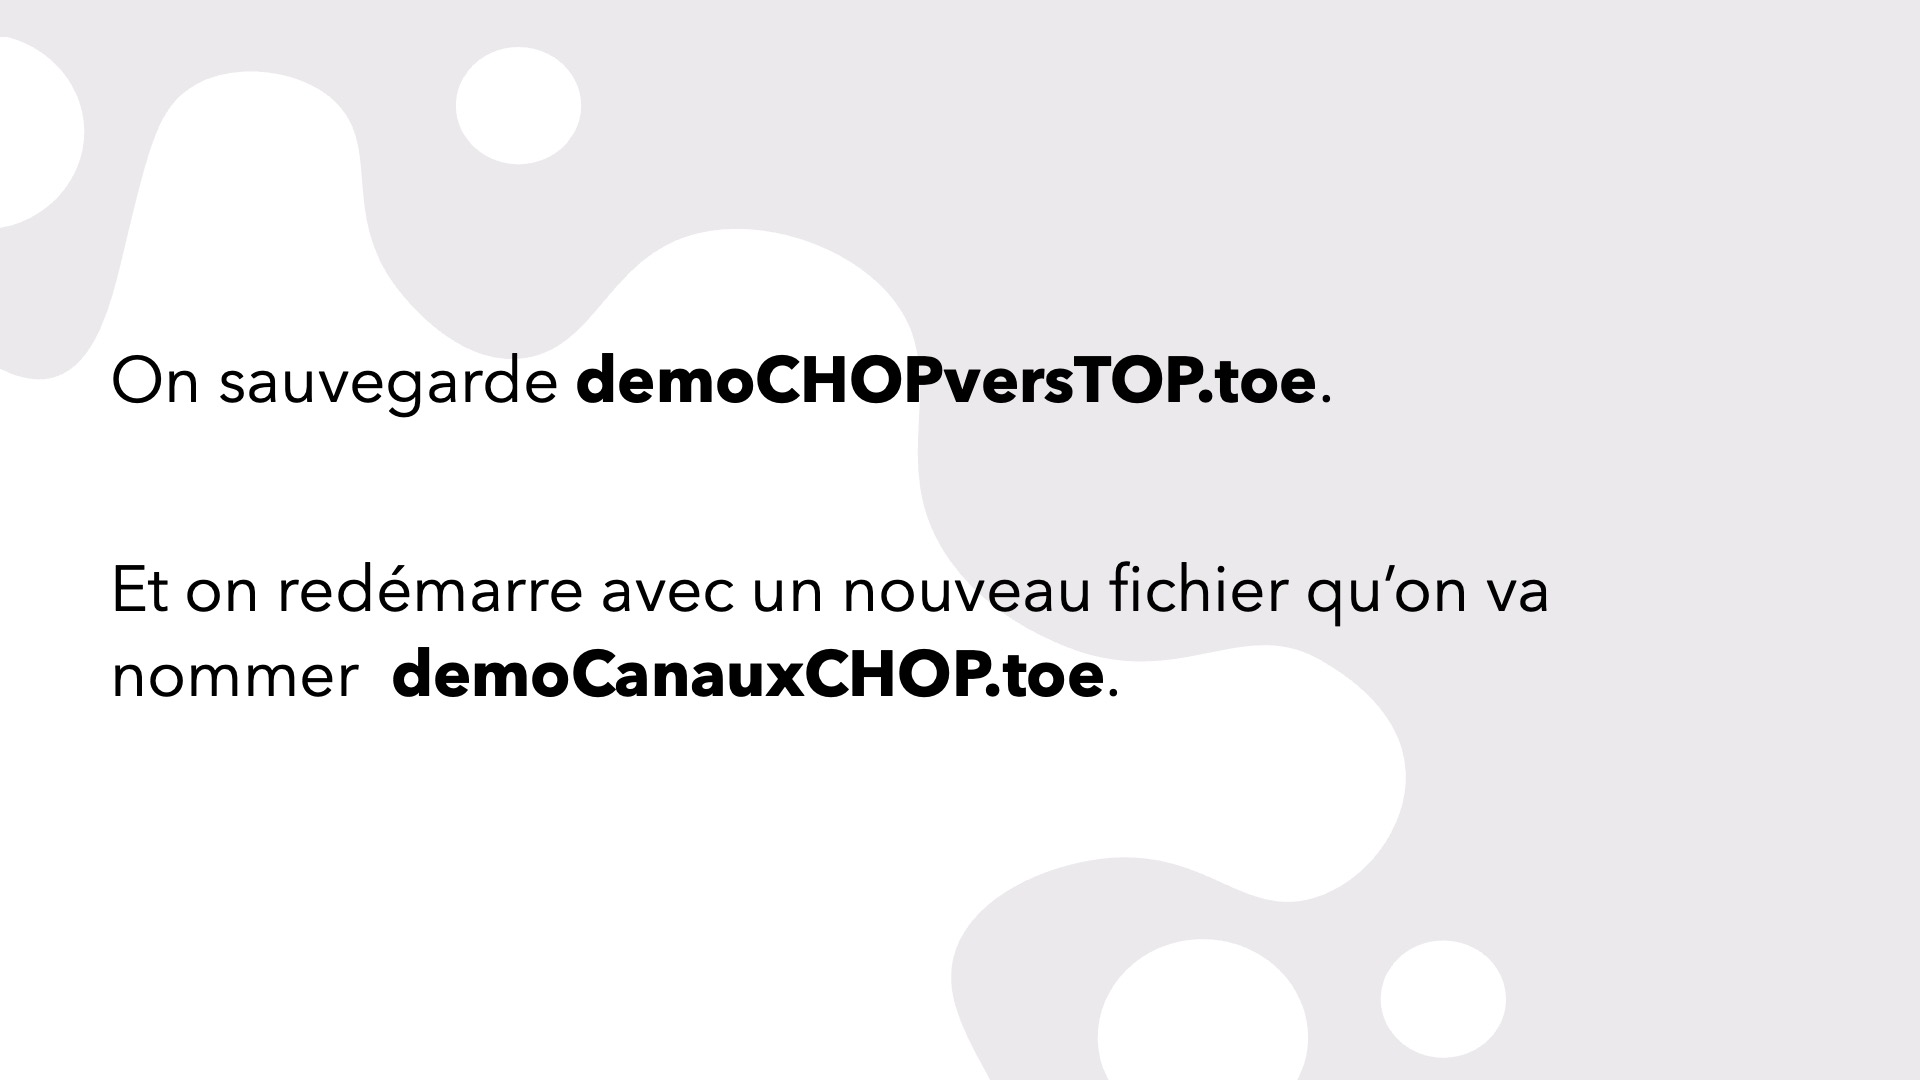 On sauvegarde demoCHOPversTOP.toe.
Et on redémarre avec un nouveau fichier qu’on va
nommer  demoCanauxCHOP.toe.